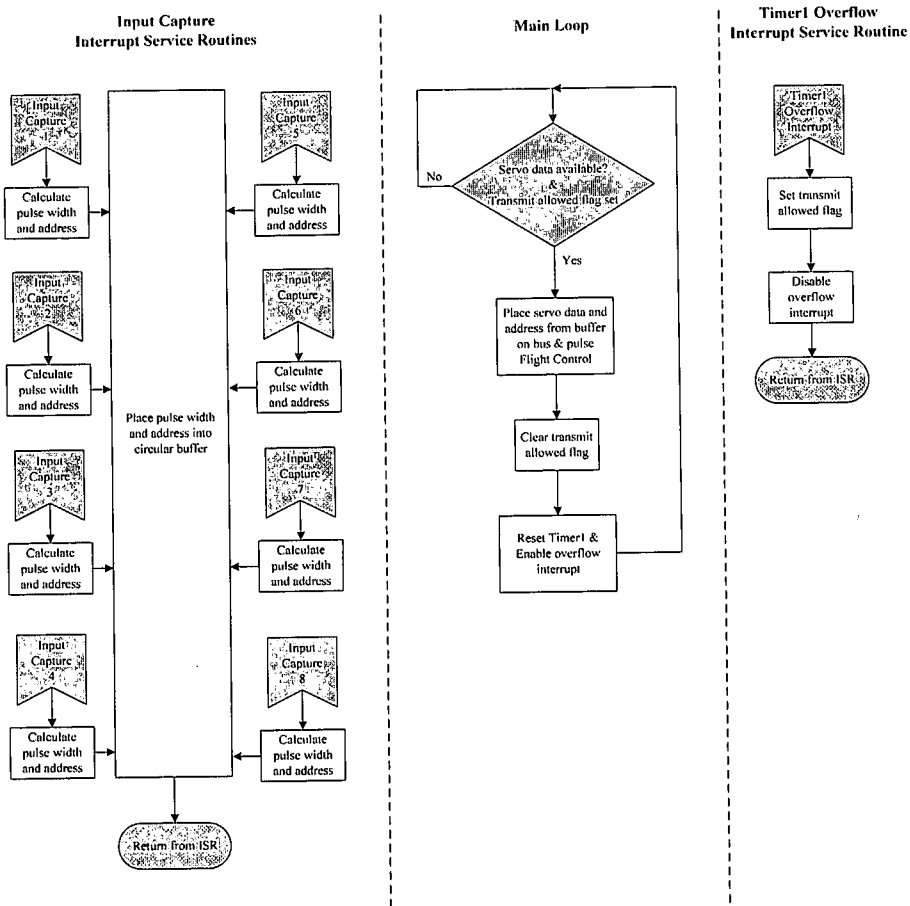 Input Capture
Interrupt Service Routines
Input
Capture
1
Calculate
pulse width
and address
Input
Capture
2
Calculate
pulse width
and address
Input
Capture
3
Calculate
pulse width
and address
Input
Capture
4
Calculate
pulse width
and address
Place pulse width
and address into
circular buffer
Input
Capture
5
Calculate
pulse width
and address
Input
Capture
6
Calculate
pulse width
and address
Input
Capture
7
Calculate
pulse width
and address
Input
Capture
8
Calculate
pulse width
and address
Return from ISR
Main Loop
Servo data available?
&
Transmit allowed flag set
No
Yes
Place servo data and
address from buffer
on bus & pulse
Flight Control
Clear transmit
allowed flag
Reset Timer1 &
Enable overflow
interrupt
Timer1 Overflow
Interrupt Service Routine
Timer1
Overflow
Interrupt
Set transmit
allowed flag
Disable
overflow
interrupt
Return from ISR